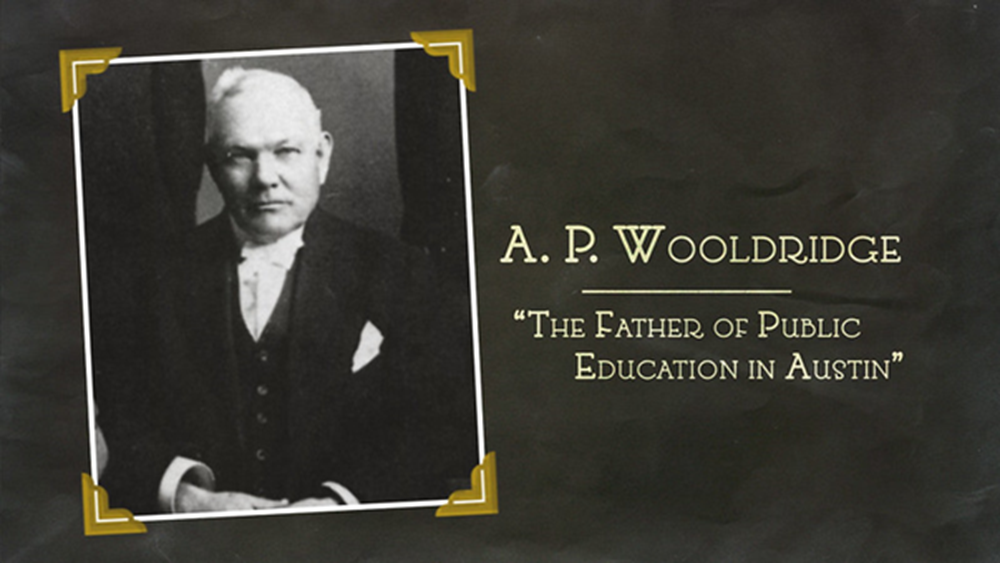 A. P. Wooldridge
“The Father of Public
Education in Austin”